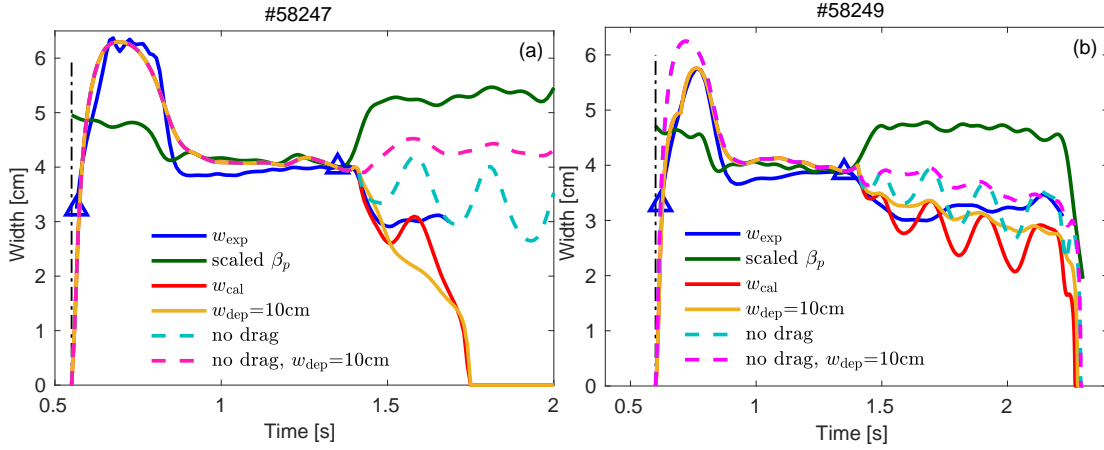 #58247
(a)
Width [cm]
6
5
4
3
2
1
0
w_exp
scaled β_p
w_cal
w_dep=10cm
no drag
no drag, w_dep=10cm
0.5 1 1.5 2
Time [s]
#58249
(b)
Width [cm]
6
5
4
3
2
1
0
w_exp
scaled β_p
w_cal
w_dep=10cm
no drag
no drag, w_dep=10cm
0.5 1 1.5 2
Time [s]